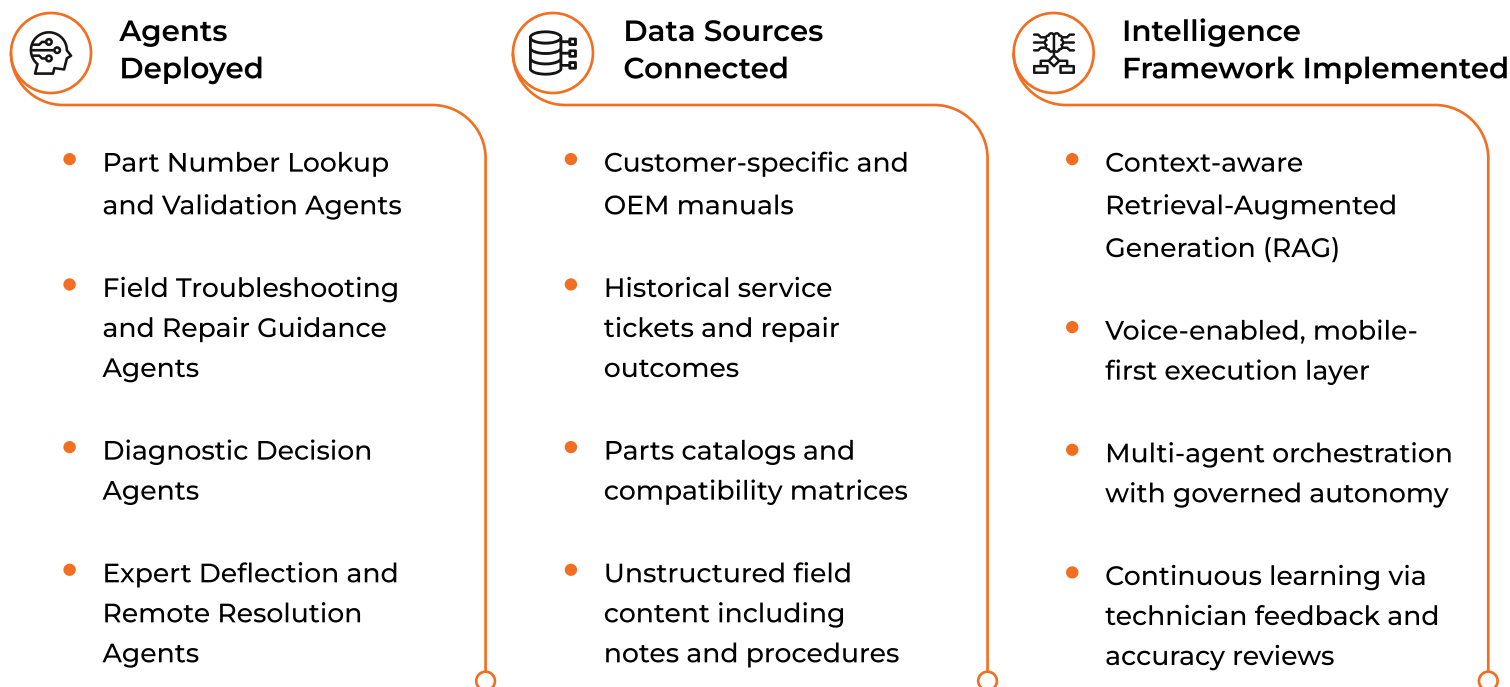 Agents
Deployed
Part Number Lookup
and Validation Agents
Field Troubleshooting
and Repair Guidance
Agents
Diagnostic Decision
Agents
Expert Deflection and
Remote Resolution
Agents
Data Sources
Connected
Customer-specific and
OEM manuals
Historical service
tickets and repair
outcomes
Parts catalogs and
compatibility matrices
Unstructured field
content including
notes and procedures
Intelligence
Framework Implemented
Context-aware
Retrieval-Augmented
Generation (RAG)
Voice-enabled, mobile-
first execution layer
Multi-agent orchestration
with governed autonomy
Continuous learning via
technician feedback and
accuracy reviews